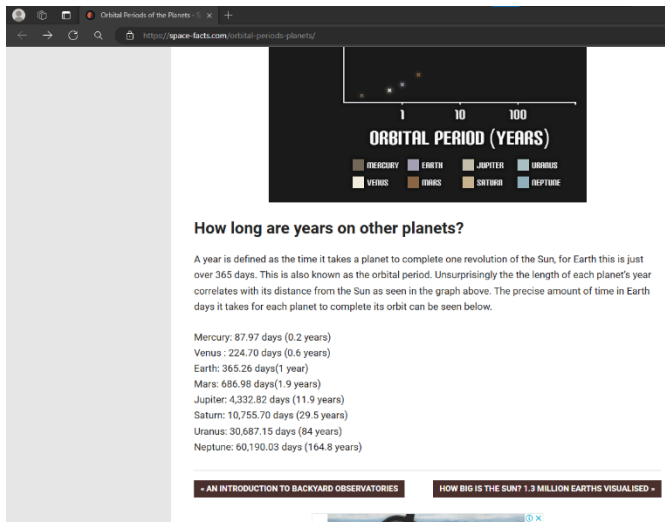 Orbital Periods of the Planets - S
https://space-facts.com/orbital-periods-planets/
1 10 100
ORBITAL PERIOD (YEARS)
MERCURY EARTH JUPITER URANUS
VENUS MARS SATURN NEPTUNE
How long are years on other planets?
A year is defined as the time it takes a planet to complete one revolution of the Sun, for Earth this is just
over 365 days. This is also known as the orbital period. Unsurprisingly the the length of each planet's year
correlates with its distance from the Sun as seen in the graph above. The precise amount of time in Earth
days it takes for each planet to complete its orbit can be seen below.
Mercury: 87.97 days (0.2 years)
Venus : 224.70 days (0.6 years)
Earth: 365.26 days(1 year)
Mars: 686.98 days(1.9 years)
Jupiter: 4,332.82 days (11.9 years)
Saturn: 10,755.70 days (29.5 years)
Uranus: 30,687.15 days (84 years)
Neptune: 60,190.03 days (164.8 years)
« AN INTRODUCTION TO BACKYARD OBSERVATORIES
HOW BIG IS THE SUN? 1.3 MILLION EARTHS VISUALISED »